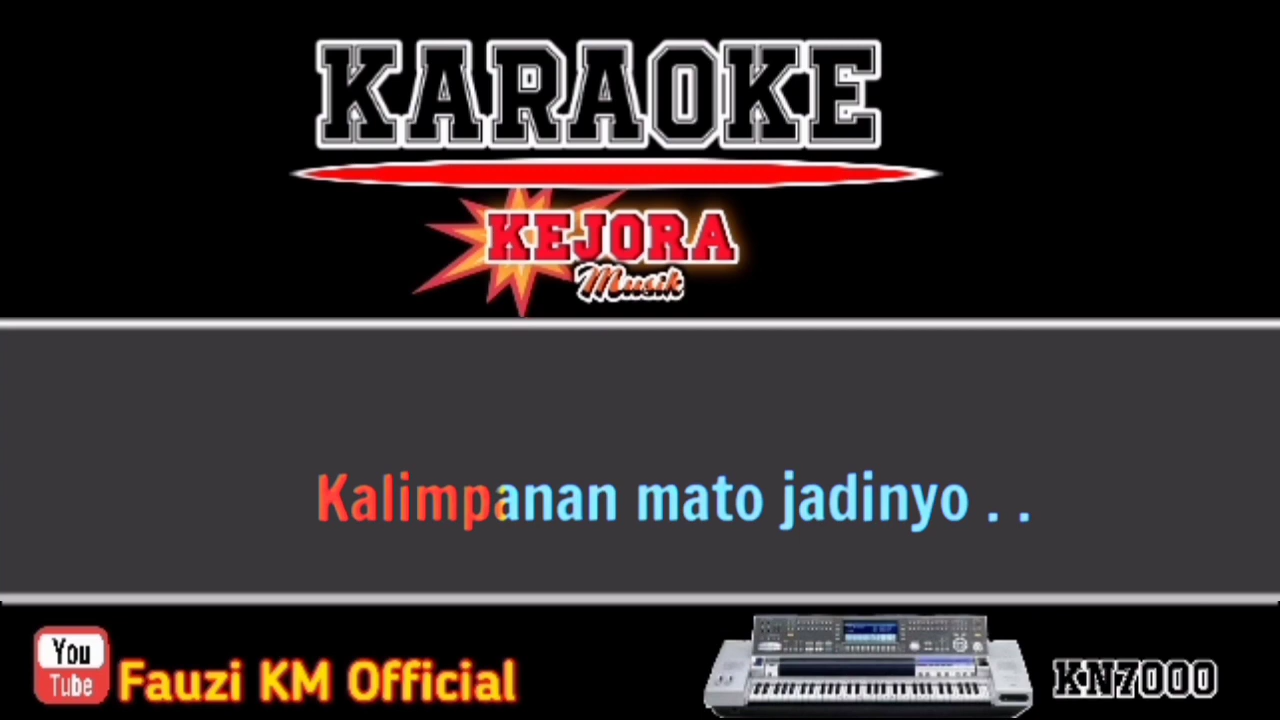 KARAOKE
KEJORA
Musik
Kalimpanan mato jadinyo . .
You
Tube
Fauzi KM Official
KN7000